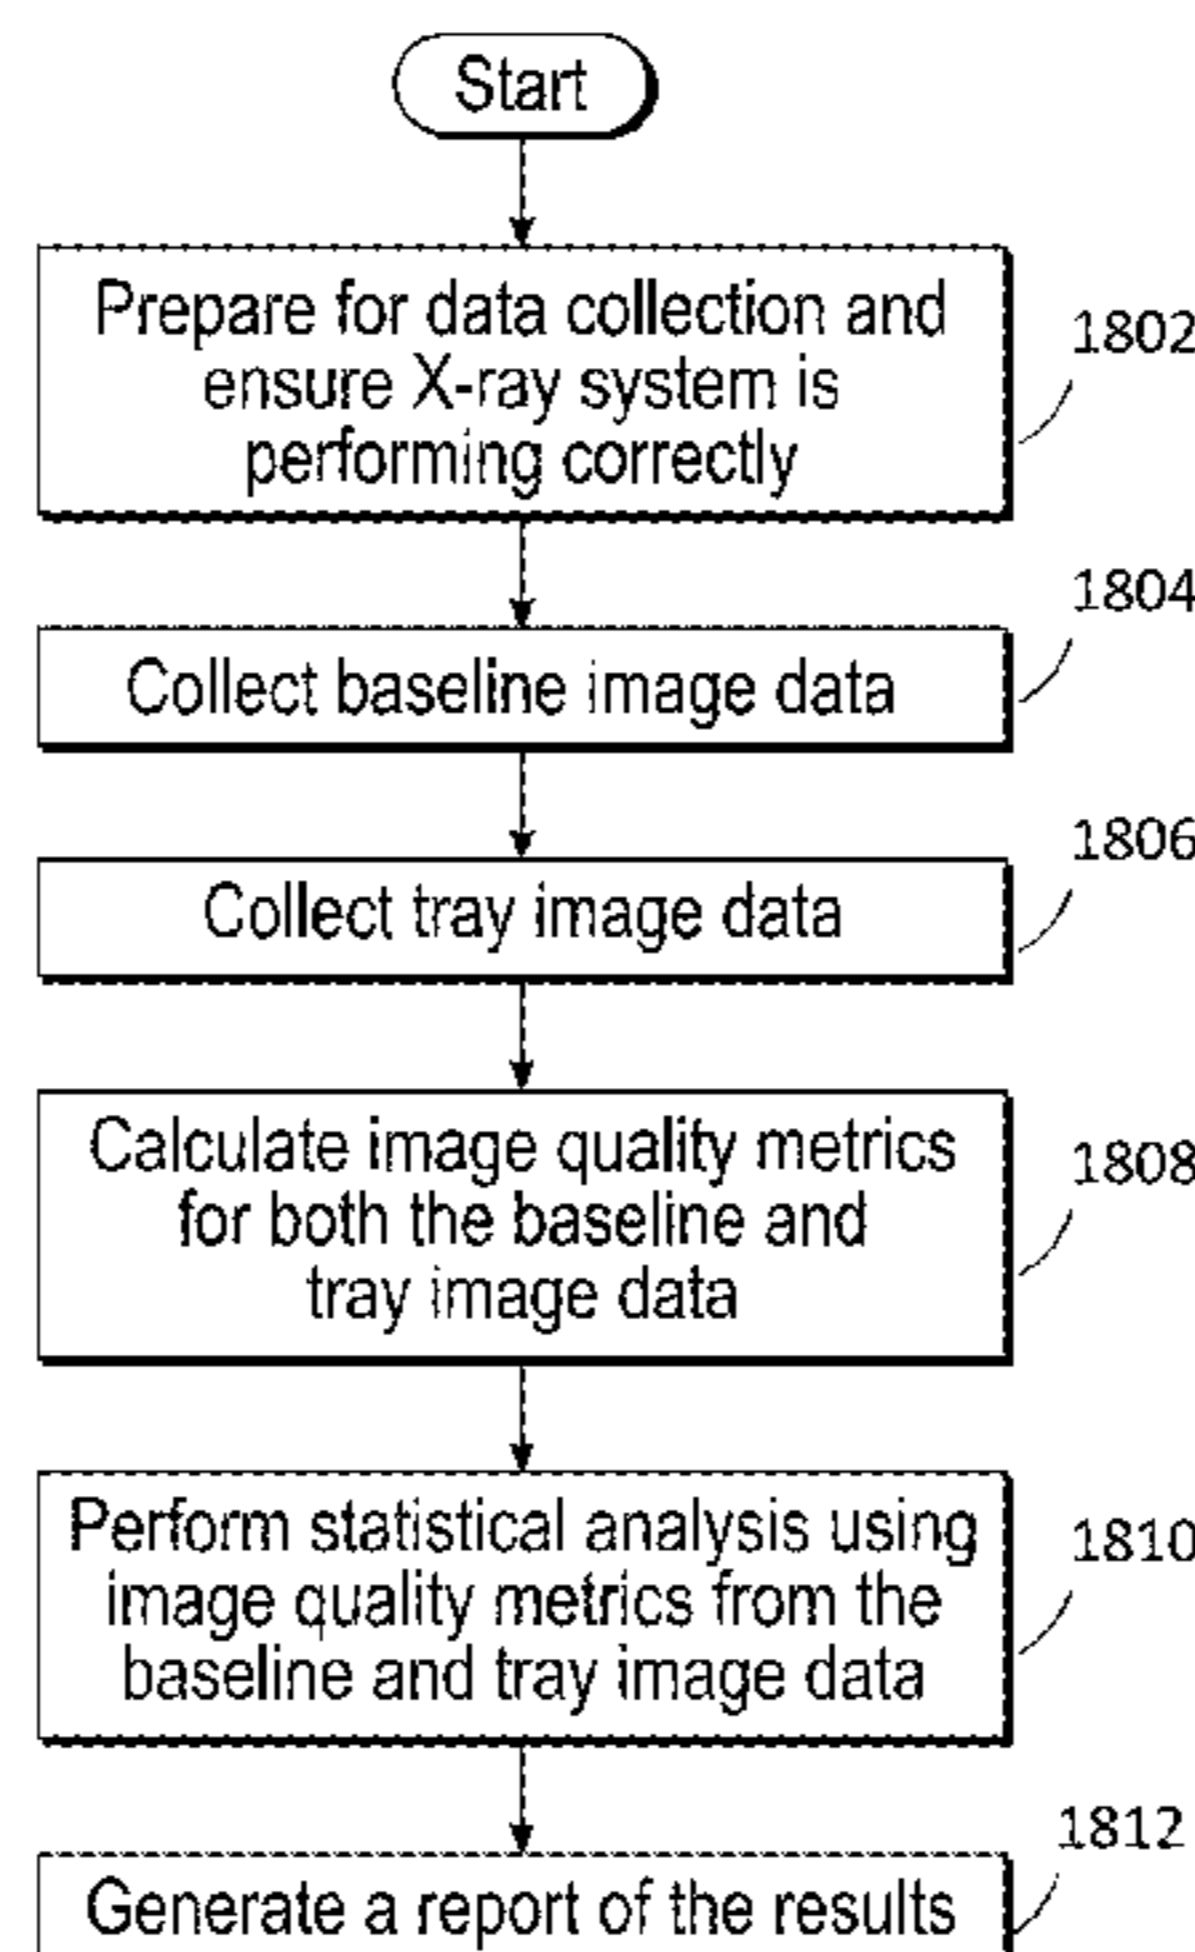 Start
Prepare for data collection and
ensure X-ray system is
performing correctly
1802
Collect baseline image data
1804
Collect tray image data
1806
Calculate image quality metrics
for both the baseline and
tray image data
1808
Perform statistical analysis using
image quality metrics from the
baseline and tray image data
1810
Generate a report of the results
1812